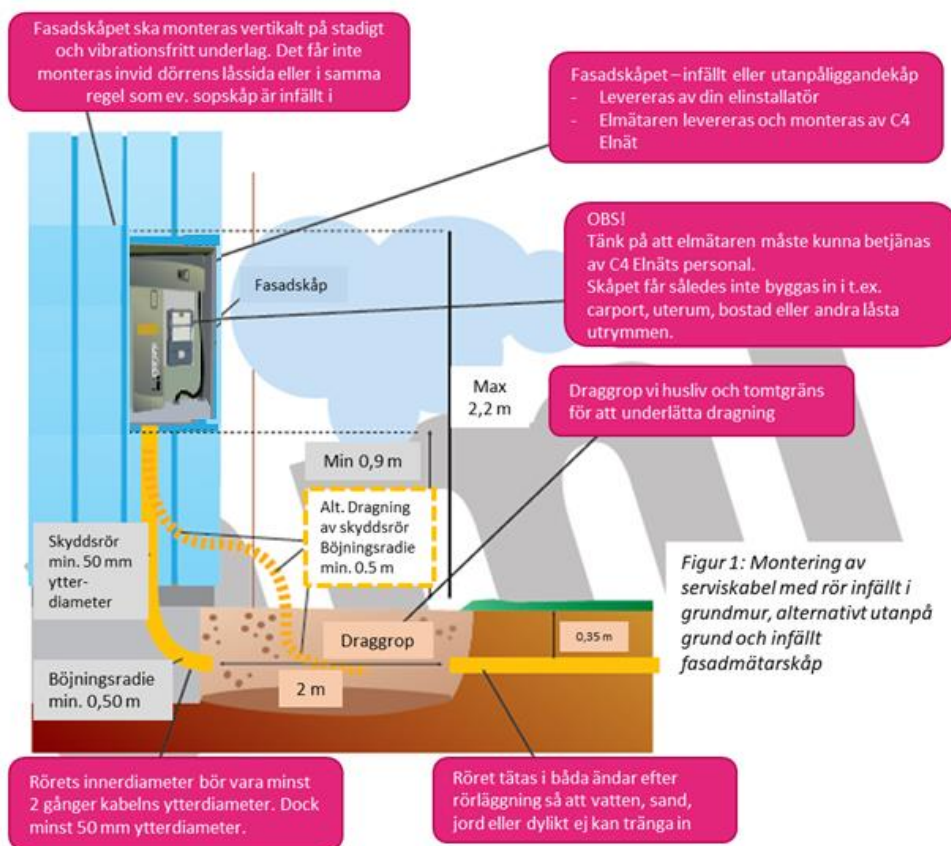 Fasadskåpet ska monteras vertikalt på stadigt
och vibrationsfritt underlag. Det får inte
monteras invid dörrens låssida eller i samma
regel som ev. sopskåp är infällt i
Fasadskåpet – infällt eller utanpåliggandekåp
- Levereras av din elinstallatör
- Elmätaren levereras och monteras av C4
Elnät
OBS!
Tänk på att elmätaren måste kunna betjänas
av C4 Elnäts personal.
Skåpet får således inte byggas in i t.ex.
carport, uterum, bostad eller andra låsta
utrymmen.
Fasadskåp
Max
2,2 m
Draggrop vi husliv och tomtgräns
för att underlätta dragning
Min 0,9 m
Alt. Dragning
av skyddsrör
Böjningsradie
min. 0.5 m
Skyddsrör
min. 50 mm
ytter-
diameter
Figur 1: Montering av
serviskabel med rör infällt i
grundmur, alternativt utanpå
grund och infällt
fasadmätarskåp
Draggrop
0,35 m
Böjningsradie
min. 0,50 m
2 m
Rörets innerdiameter bör vara minst
2 gånger kabelns ytterdiameter. Dock
minst 50 mm ytterdiameter.
Röret tätas i båda ändar efter
rörläggning så att vatten, sand,
jord eller dylikt ej kan tränga in